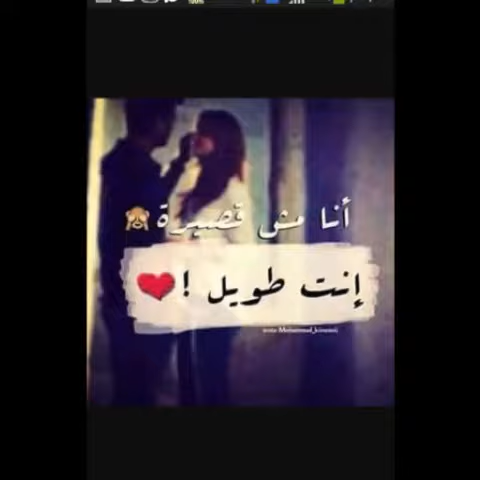 أنا مش قصيرة 🙈
إنت طويل ! ❤